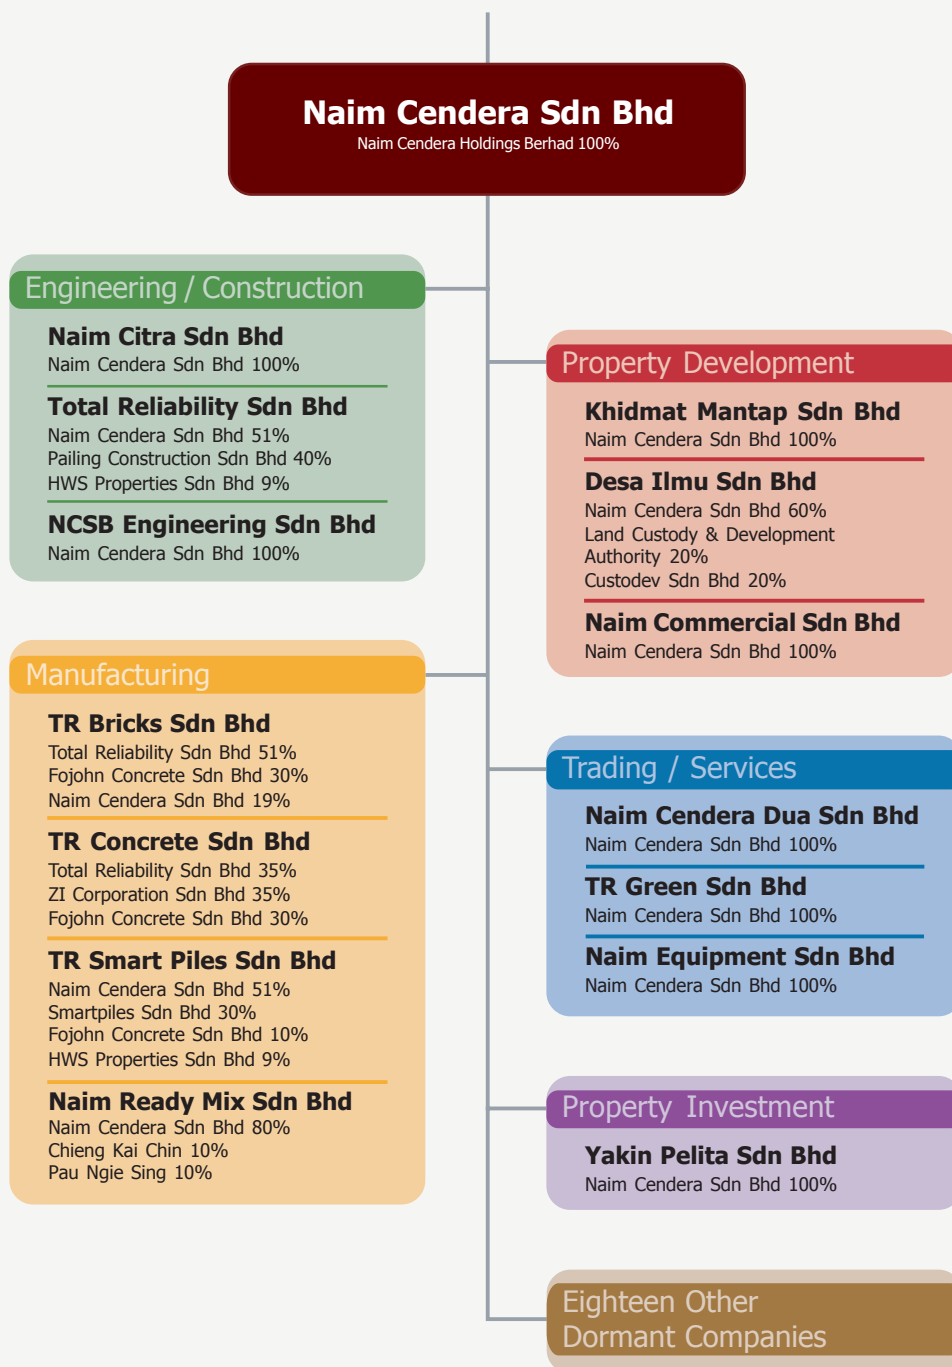 Naim Cendera Sdn Bhd
Naim Cendera Holdings Berhad 100%
Engineering / Construction
Naim Citra Sdn Bhd
Naim Cendera Sdn Bhd 100%
Total Reliability Sdn Bhd
Naim Cendera Sdn Bhd 51%
Pailing Construction Sdn Bhd 40%
HWS Properties Sdn Bhd 9%
NCSB Engineering Sdn Bhd
Naim Cendera Sdn Bhd 100%
Manufacturing
TR Bricks Sdn Bhd
Total Reliability Sdn Bhd 51%
Fojohn Concrete Sdn Bhd 30%
Naim Cendera Sdn Bhd 19%
TR Concrete Sdn Bhd
Total Reliability Sdn Bhd 35%
ZI Corporation Sdn Bhd 35%
Fojohn Concrete Sdn Bhd 30%
TR Smart Piles Sdn Bhd
Naim Cendera Sdn Bhd 51%
Smartpiles Sdn Bhd 30%
Fojohn Concrete Sdn Bhd 10%
HWS Properties Sdn Bhd 9%
Naim Ready Mix Sdn Bhd
Naim Cendera Sdn Bhd 80%
Chieng Kai Chin 10%
Pau Ngie Sing 10%
Property Development
Khidmat Mantap Sdn Bhd
Naim Cendera Sdn Bhd 100%
Desa Ilmu Sdn Bhd
Naim Cendera Sdn Bhd 60%
Land Custody & Development
Authority 20%
Custodev Sdn Bhd 20%
Naim Commercial Sdn Bhd
Naim Cendera Sdn Bhd 100%
Trading / Services
Naim Cendera Dua Sdn Bhd
Naim Cendera Sdn Bhd 100%
TR Green Sdn Bhd
Naim Cendera Sdn Bhd 100%
Naim Equipment Sdn Bhd
Naim Cendera Sdn Bhd 100%
Property Investment
Yakin Pelita Sdn Bhd
Naim Cendera Sdn Bhd 100%
Eighteen Other
Dormant Companies